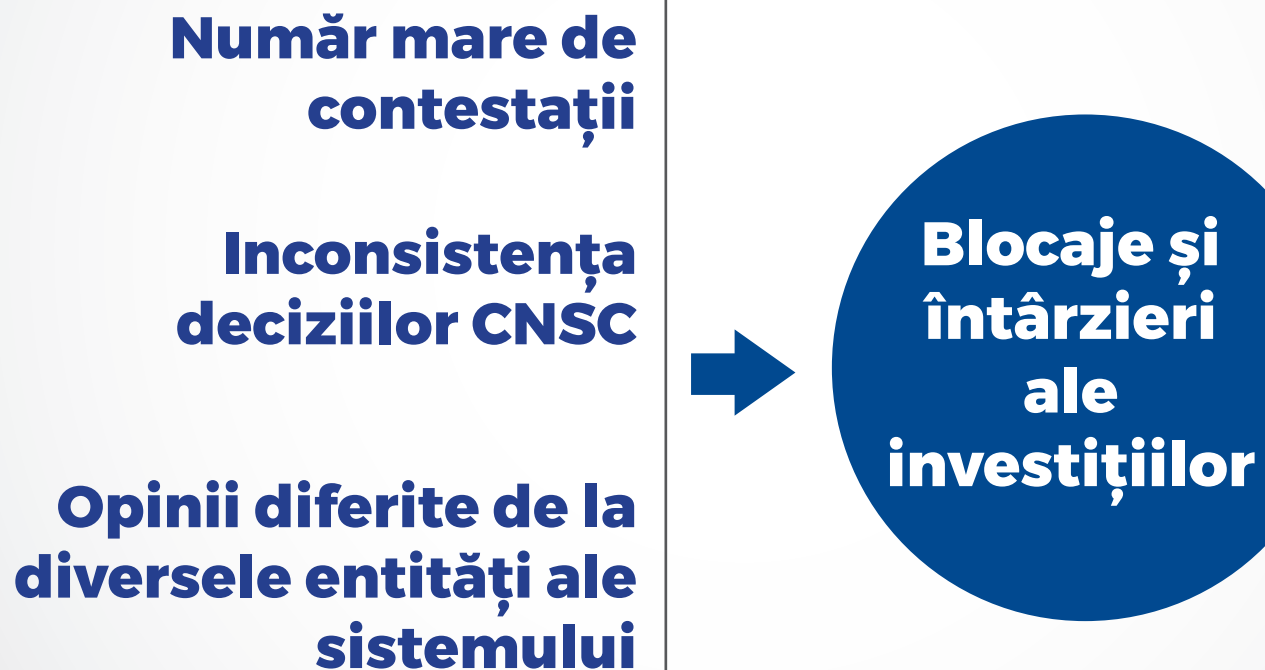 Număr mare de
contestații
Inconsistența
deciziilor CNSC
Opinii diferite de la
diversele entități ale
sistemului
Blocaje și
întârzieri
ale
investițiilor